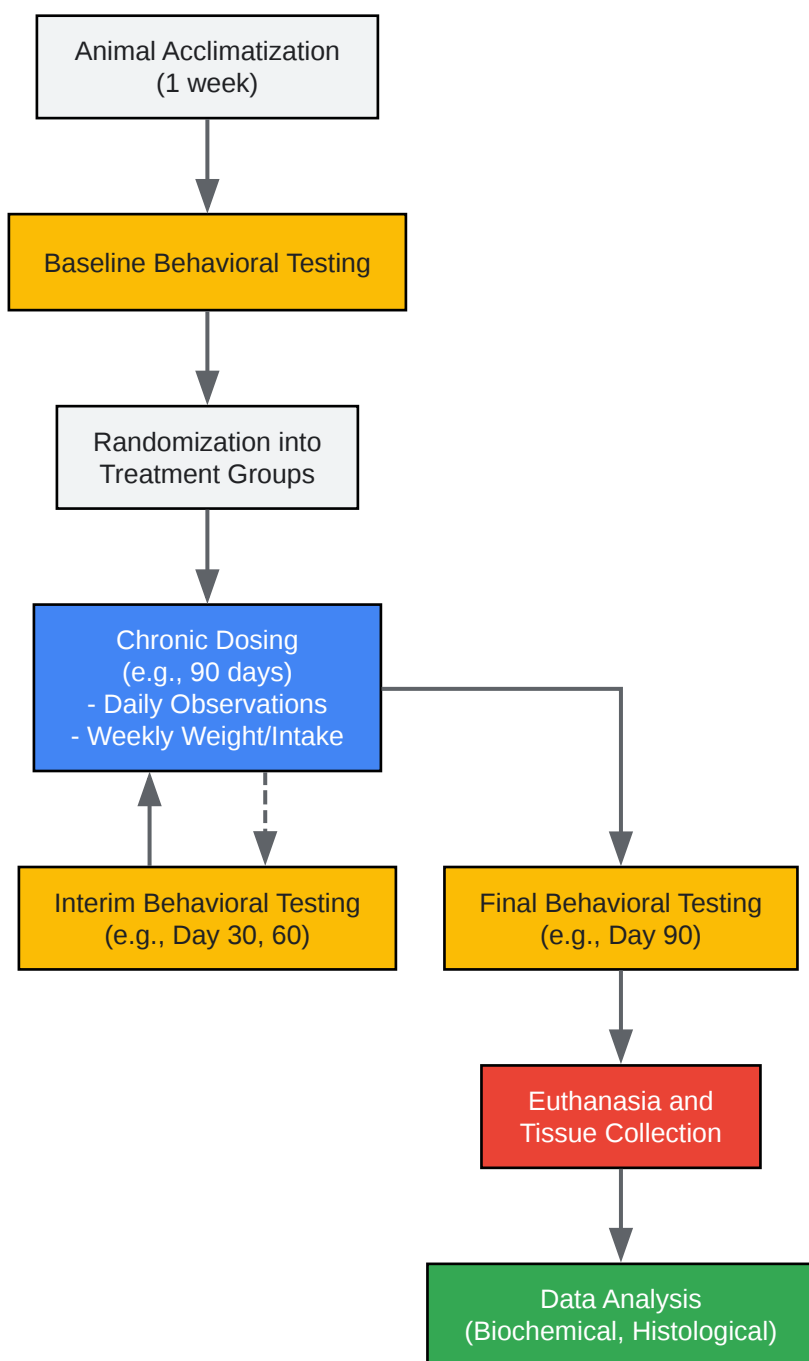 Animal Acclimatization
(1 week)
Baseline Behavioral Testing
Randomization into
Treatment Groups
Chronic Dosing
(e.g., 90 days)
- Daily Observations
- Weekly Weight/Intake
Interim Behavioral Testing
(e.g., Day 30, 60)
Final Behavioral Testing
(e.g., Day 90)
Euthanasia and
Tissue Collection
Data Analysis
(Biochemical, Histological)